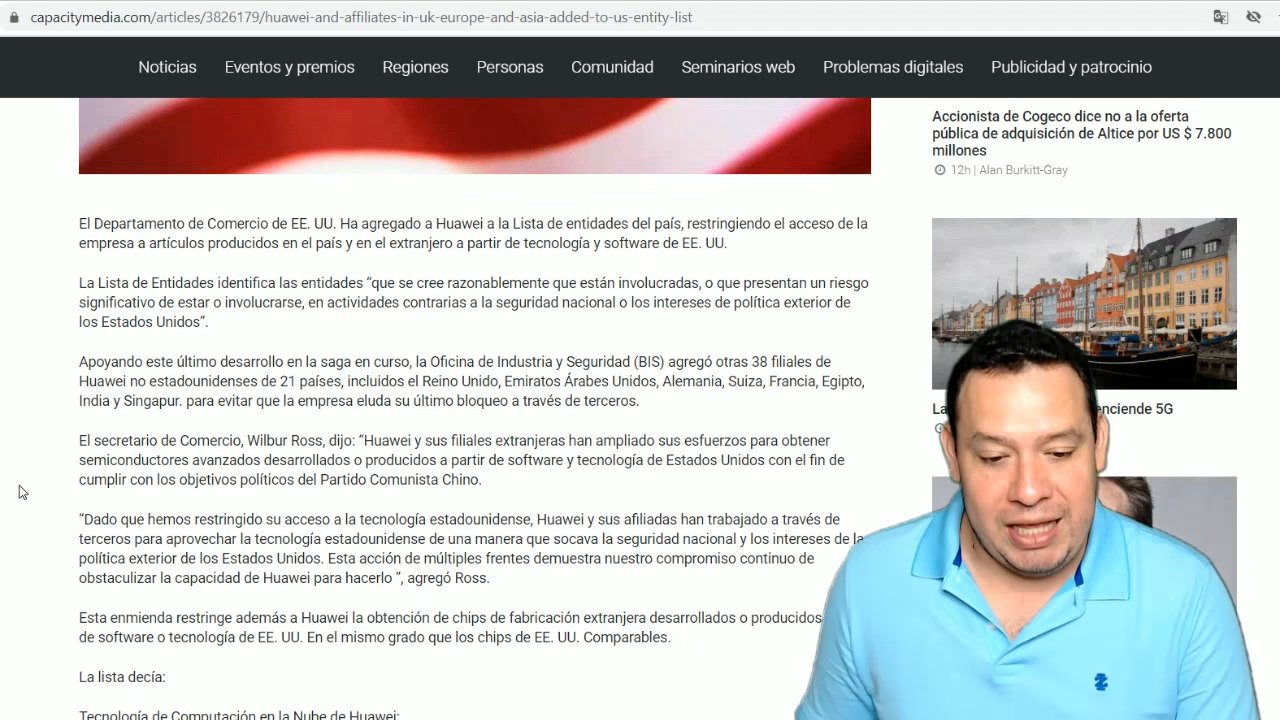 capacitymedia.com/articles/3826179/huawei-and-affiliates-in-uk-europe-and-asia-added-to-us-entity-list
Noticias Eventos y premios Regiones Personas Comunidad Seminarios web Problemas digitales Publicidad y patrocinio
El Departamento de Comercio de EE. UU. Ha agregado a Huawei a la Lista de entidades del país, restringiendo el acceso de la
empresa a artículos producidos en el país y en el extranjero a partir de tecnología y software de EE. UU.
La Lista de Entidades identifica las entidades “que se cree razonablemente que están involucradas, o que presentan un riesgo
significativo de estar o involucrarse, en actividades contrarias a la seguridad nacional o los intereses de política exterior de
los Estados Unidos”.
Apoyando este último desarrollo en la saga en curso, la Oficina de Industria y Seguridad (BIS) agregó otras 38 filiales de
Huawei no estadounidenses de 21 países, incluidos el Reino Unido, Emiratos Árabes Unidos, Alemania, Suiza, Francia, Egipto,
India y Singapur. para evitar que la empresa eluda su último bloqueo a través de terceros.
El secretario de Comercio, Wilbur Ross, dijo: “Huawei y sus filiales extranjeras han ampliado sus esfuerzos para obtener
semiconductores avanzados desarrollados o producidos a partir de software y tecnología de Estados Unidos con el fin de
cumplir con los objetivos políticos del Partido Comunista Chino.
“Dado que hemos restringido su acceso a la tecnología estadounidense, Huawei y sus afiliadas han trabajado a través de
terceros para aprovechar la tecnología estadounidense de una manera que socava la seguridad nacional y los intereses de la
política exterior de los Estados Unidos. Esta acción de múltiples frentes demuestra nuestro compromiso continuo de
obstaculizar la capacidad de Huawei para hacerlo ”, agregó Ross.
Esta enmienda restringe además a Huawei la obtención de chips de fabricación extranjera desarrollados o producidos
de software o tecnología de EE. UU. En el mismo grado que los chips de EE. UU. Comparables.
La lista decía:
Tecnología de Computación en la Nube de Huawei:
Accionista de Cogeco dice no a la oferta
pública de adquisición de Altice por US $ 7.800
millones
12h | Alan Burkitt-Gray
enciende 5G